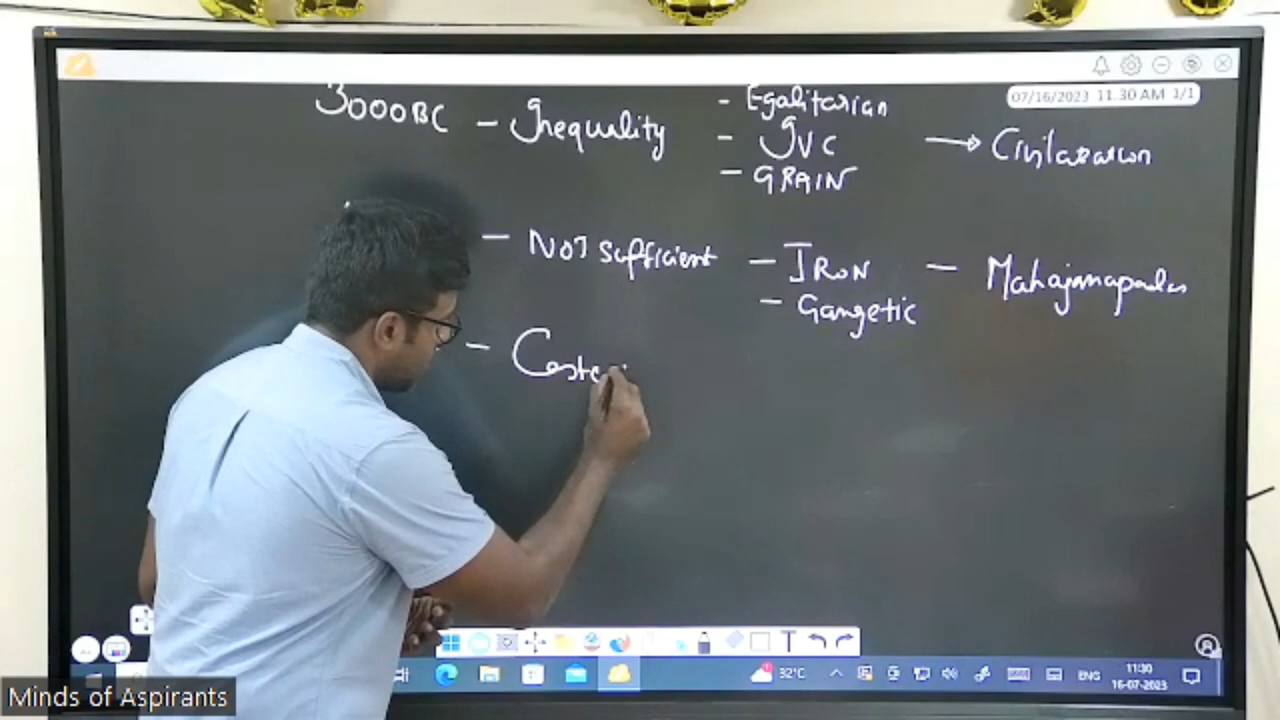 07/16/2023 11.30 AM 1/1
- Egalitarian
3000BC - Inequality - IVC → Civilazation
- GRAIN
- NOT sufficient - IRON - Mahajanapadas
- Gangetic
- Caste
T
32°C ENG 11:30
16-07-2023
Minds of Aspirants